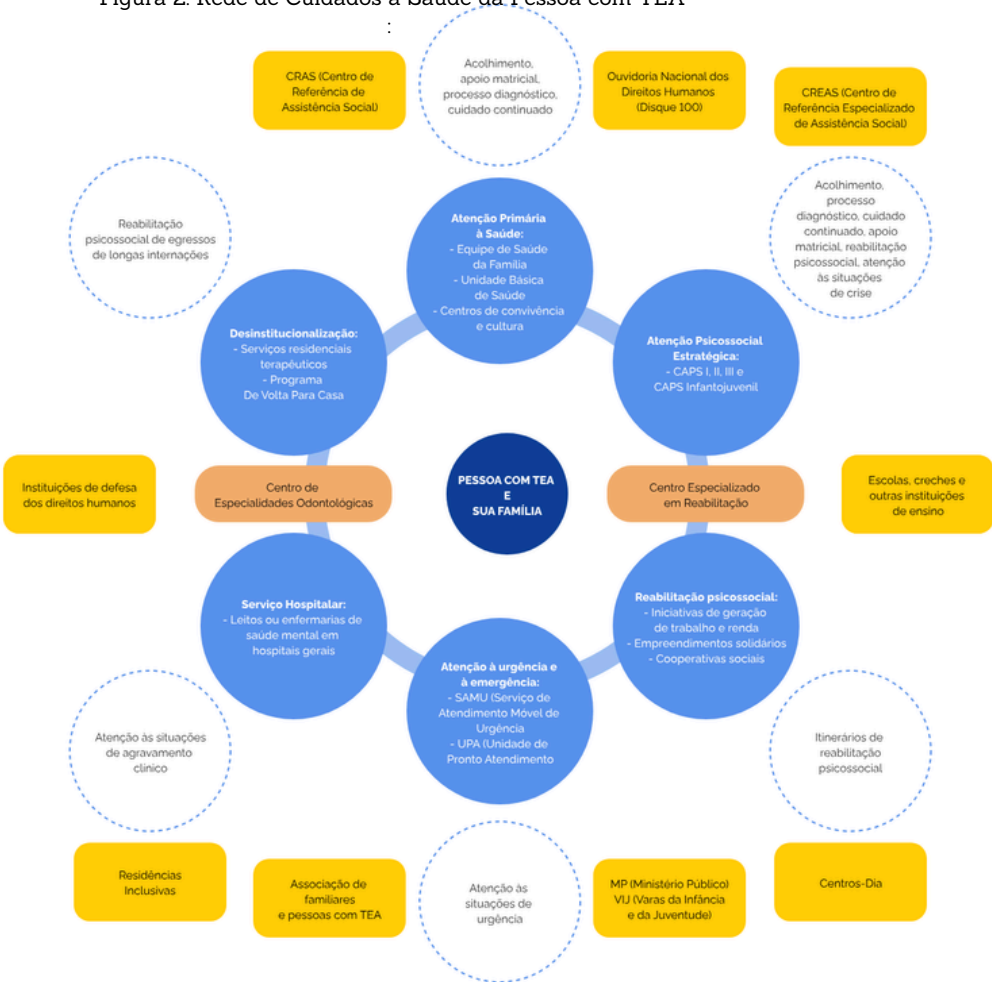 Figura 2. Rede de Cuidados à Saúde da Pessoa com TEA
:
CRAS (Centro de
Referência de
Assistência Social)
Acolhimento,
apoio matricial,
processo diagnóstico,
cuidado continuado
Ouvidoria Nacional dos
Direitos Humanos
(Disque 100)
CREAS (Centro de
Referência Especializado
de Assistência Social)
Reabilitação
psicossocial de egressos
de longas internações
Atenção Primária
à Saúde:
- Equipe de Saúde
da Família
- Unidade Básica
de Saúde
- Centros de convivência
e cultura
Acolhimento,
processo
diagnóstico, cuidado
continuado, apoio
matricial, reabilitação
psicossocial, atenção
às situações
de crise
Desinstitucionalização:
- Serviços residenciais
terapêuticos
- Programa
De Volta Para Casa
Atenção Psicossocial
Estratégica:
- CAPS I, II, III e
CAPS Infantojuvenil
Instituições de defesa
dos direitos humanos
Centro de
Especialidades Odontológicas
PESSOA COM TEA
E
SUA FAMÍLIA
Centro Especializado
em Reabilitação
Escolas, creches e
outras instituições
de ensino
Serviço Hospitalar:
- Leitos ou enfermarias de
saúde mental em
hospitais gerais
Atenção à urgência e
à emergência:
- SAMU (Serviço de
Atendimento Móvel de
Urgência
- UPA (Unidade de
Pronto Atendimento
Reabilitação psicossocial:
- Iniciativas de geração
de trabalho e renda
- Empreendimentos solidários
- Cooperativas sociais
Atenção às situações
de agravamento
clínico
Itinerários de
reabilitação
psicossocial
Residências
Inclusivas
Associação de
familiares
e pessoas com TEA
Atenção às
situações de
urgência
MP (Ministério Público)
VIJ (Varas da Infância
e da Juventude)
Centros-Dia